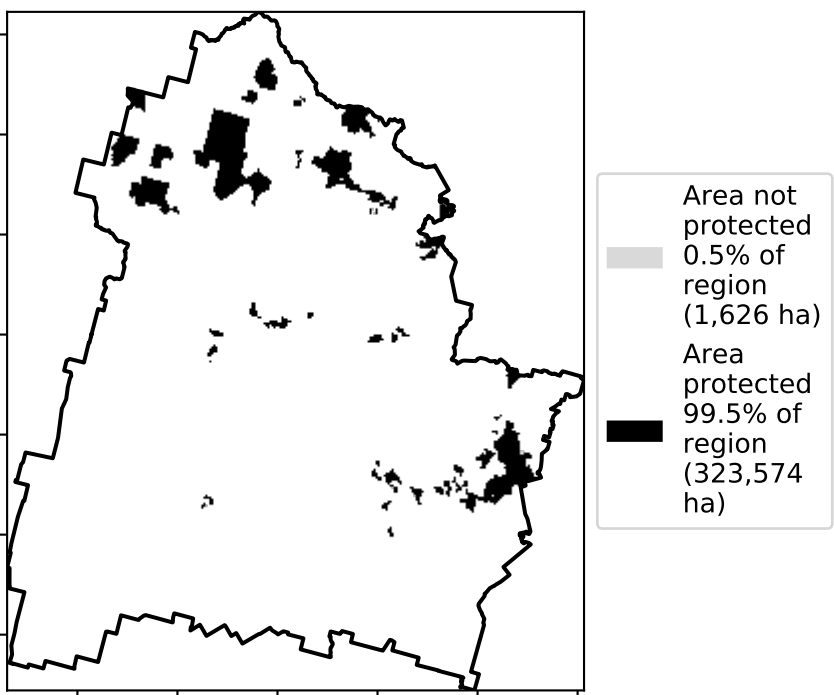 Area not
protected
0.5% of
region
(1,626 ha)
Area
protected
99.5% of
region
(323,574
ha)